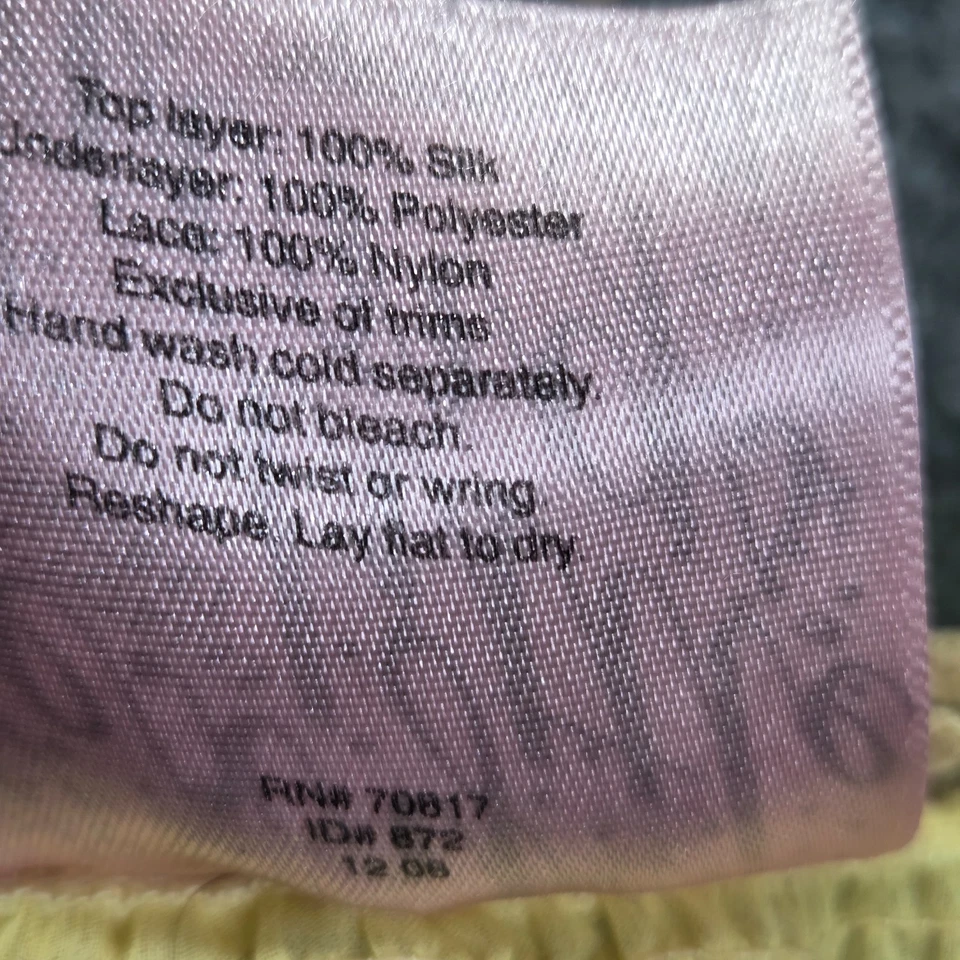 Top layer: 100% Silk
Underlayer: 100% Polyester
Lace: 100% Nylon
Exclusive of trims
Hand wash cold separately.
Do not bleach.
Do not twist or wring.
Reshape. Lay flat to dry.
RN# 70817
ID# 672
12 06